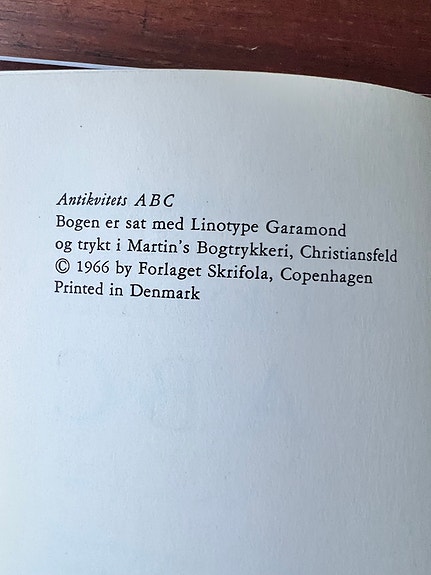 Antikvitets ABC
Bogen er sat med Linotype Garamond
og trykt i Martin's Bogtrykkeri, Christiansfeld
© 1966 by Forlaget Skrifola, Copenhagen
Printed in Denmark